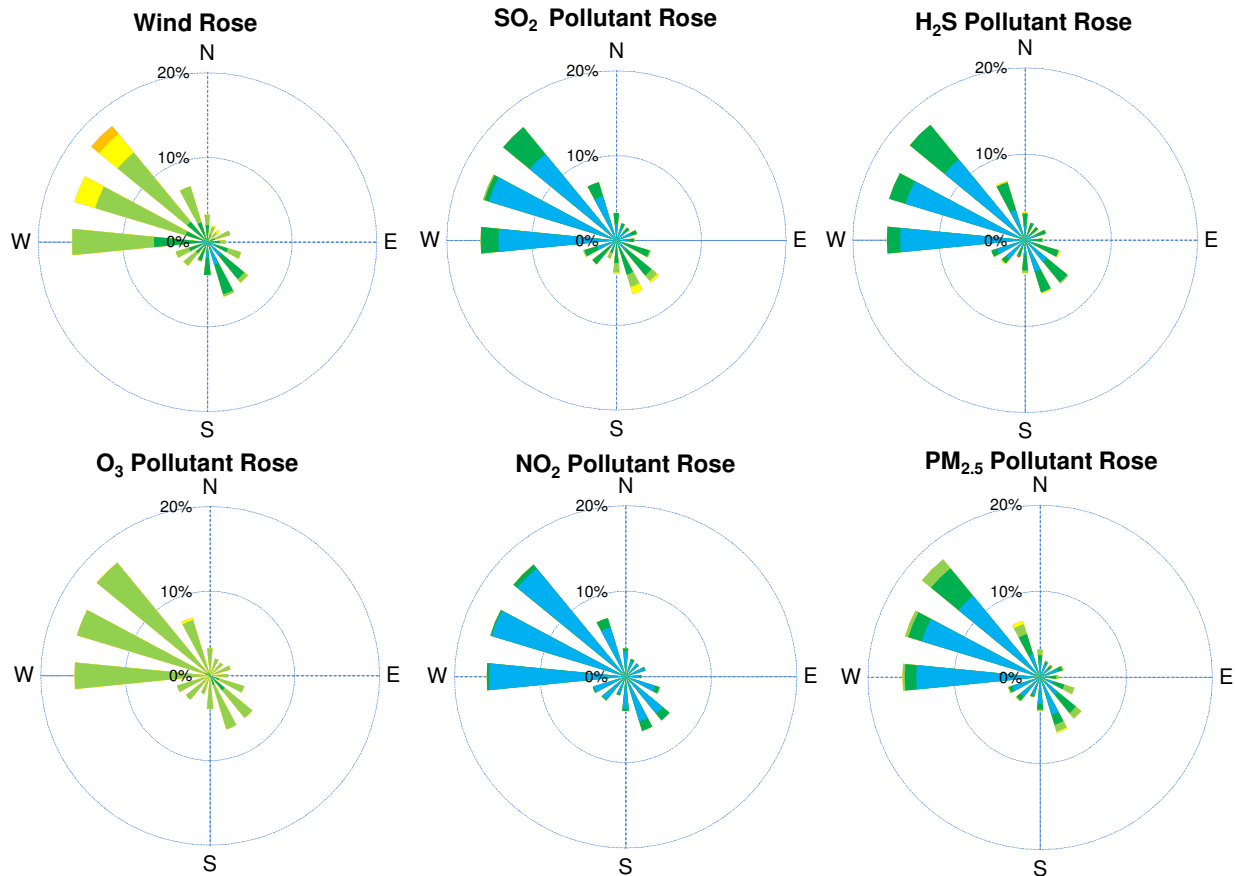 Wind Rose
N
20%
10%
0%
W
E
S
SO₂ Pollutant Rose
N
20%
10%
0%
W
E
S
H₂S Pollutant Rose
N
20%
10%
0%
W
E
S
O₃ Pollutant Rose
N
20%
10%
0%
W
E
S
NO₂ Pollutant Rose
N
20%
10%
0%
W
E
S
PM₂.₅ Pollutant Rose
N
20%
10%
0%
W
E
S